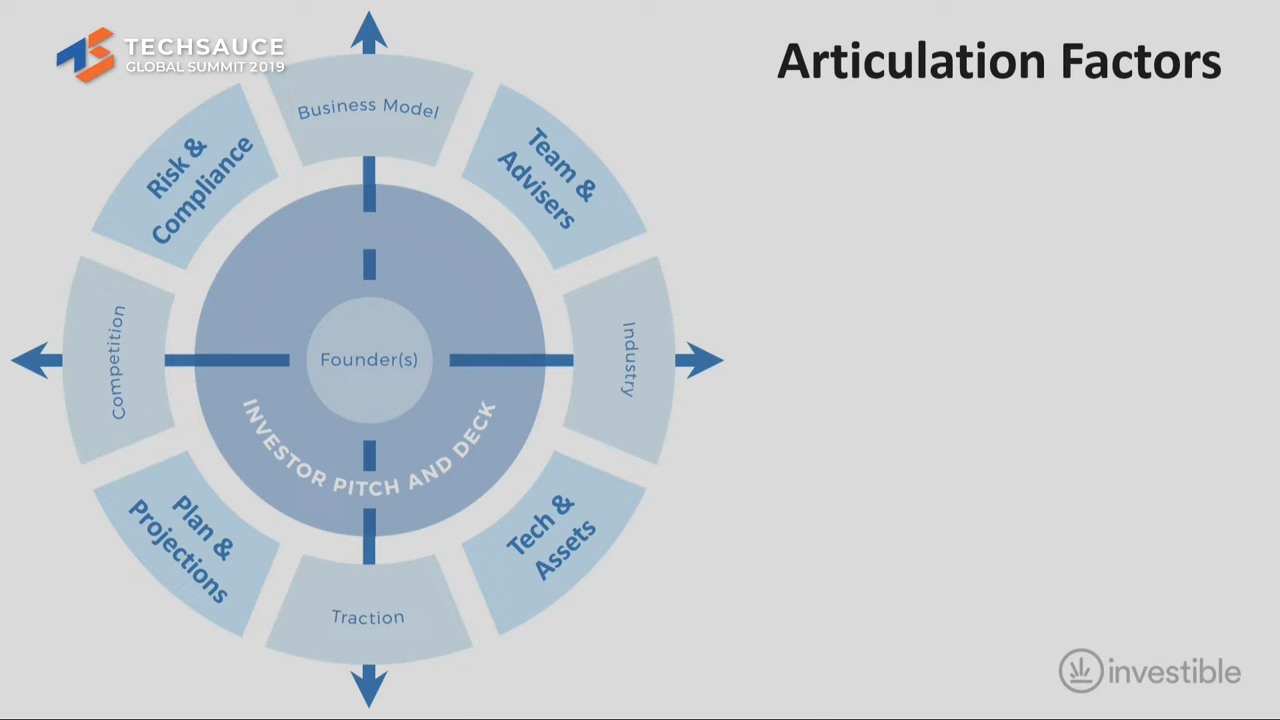 TECHSAUCE
GLOBAL SUMMIT 2019
Articulation Factors
Business Model
Risk &
Compliance
Team &
Advisers
Competition
Founder(s)
Industry
INVESTOR PITCH AND DECK
Plan &
Projections
Tech &
Assets
Traction
investible